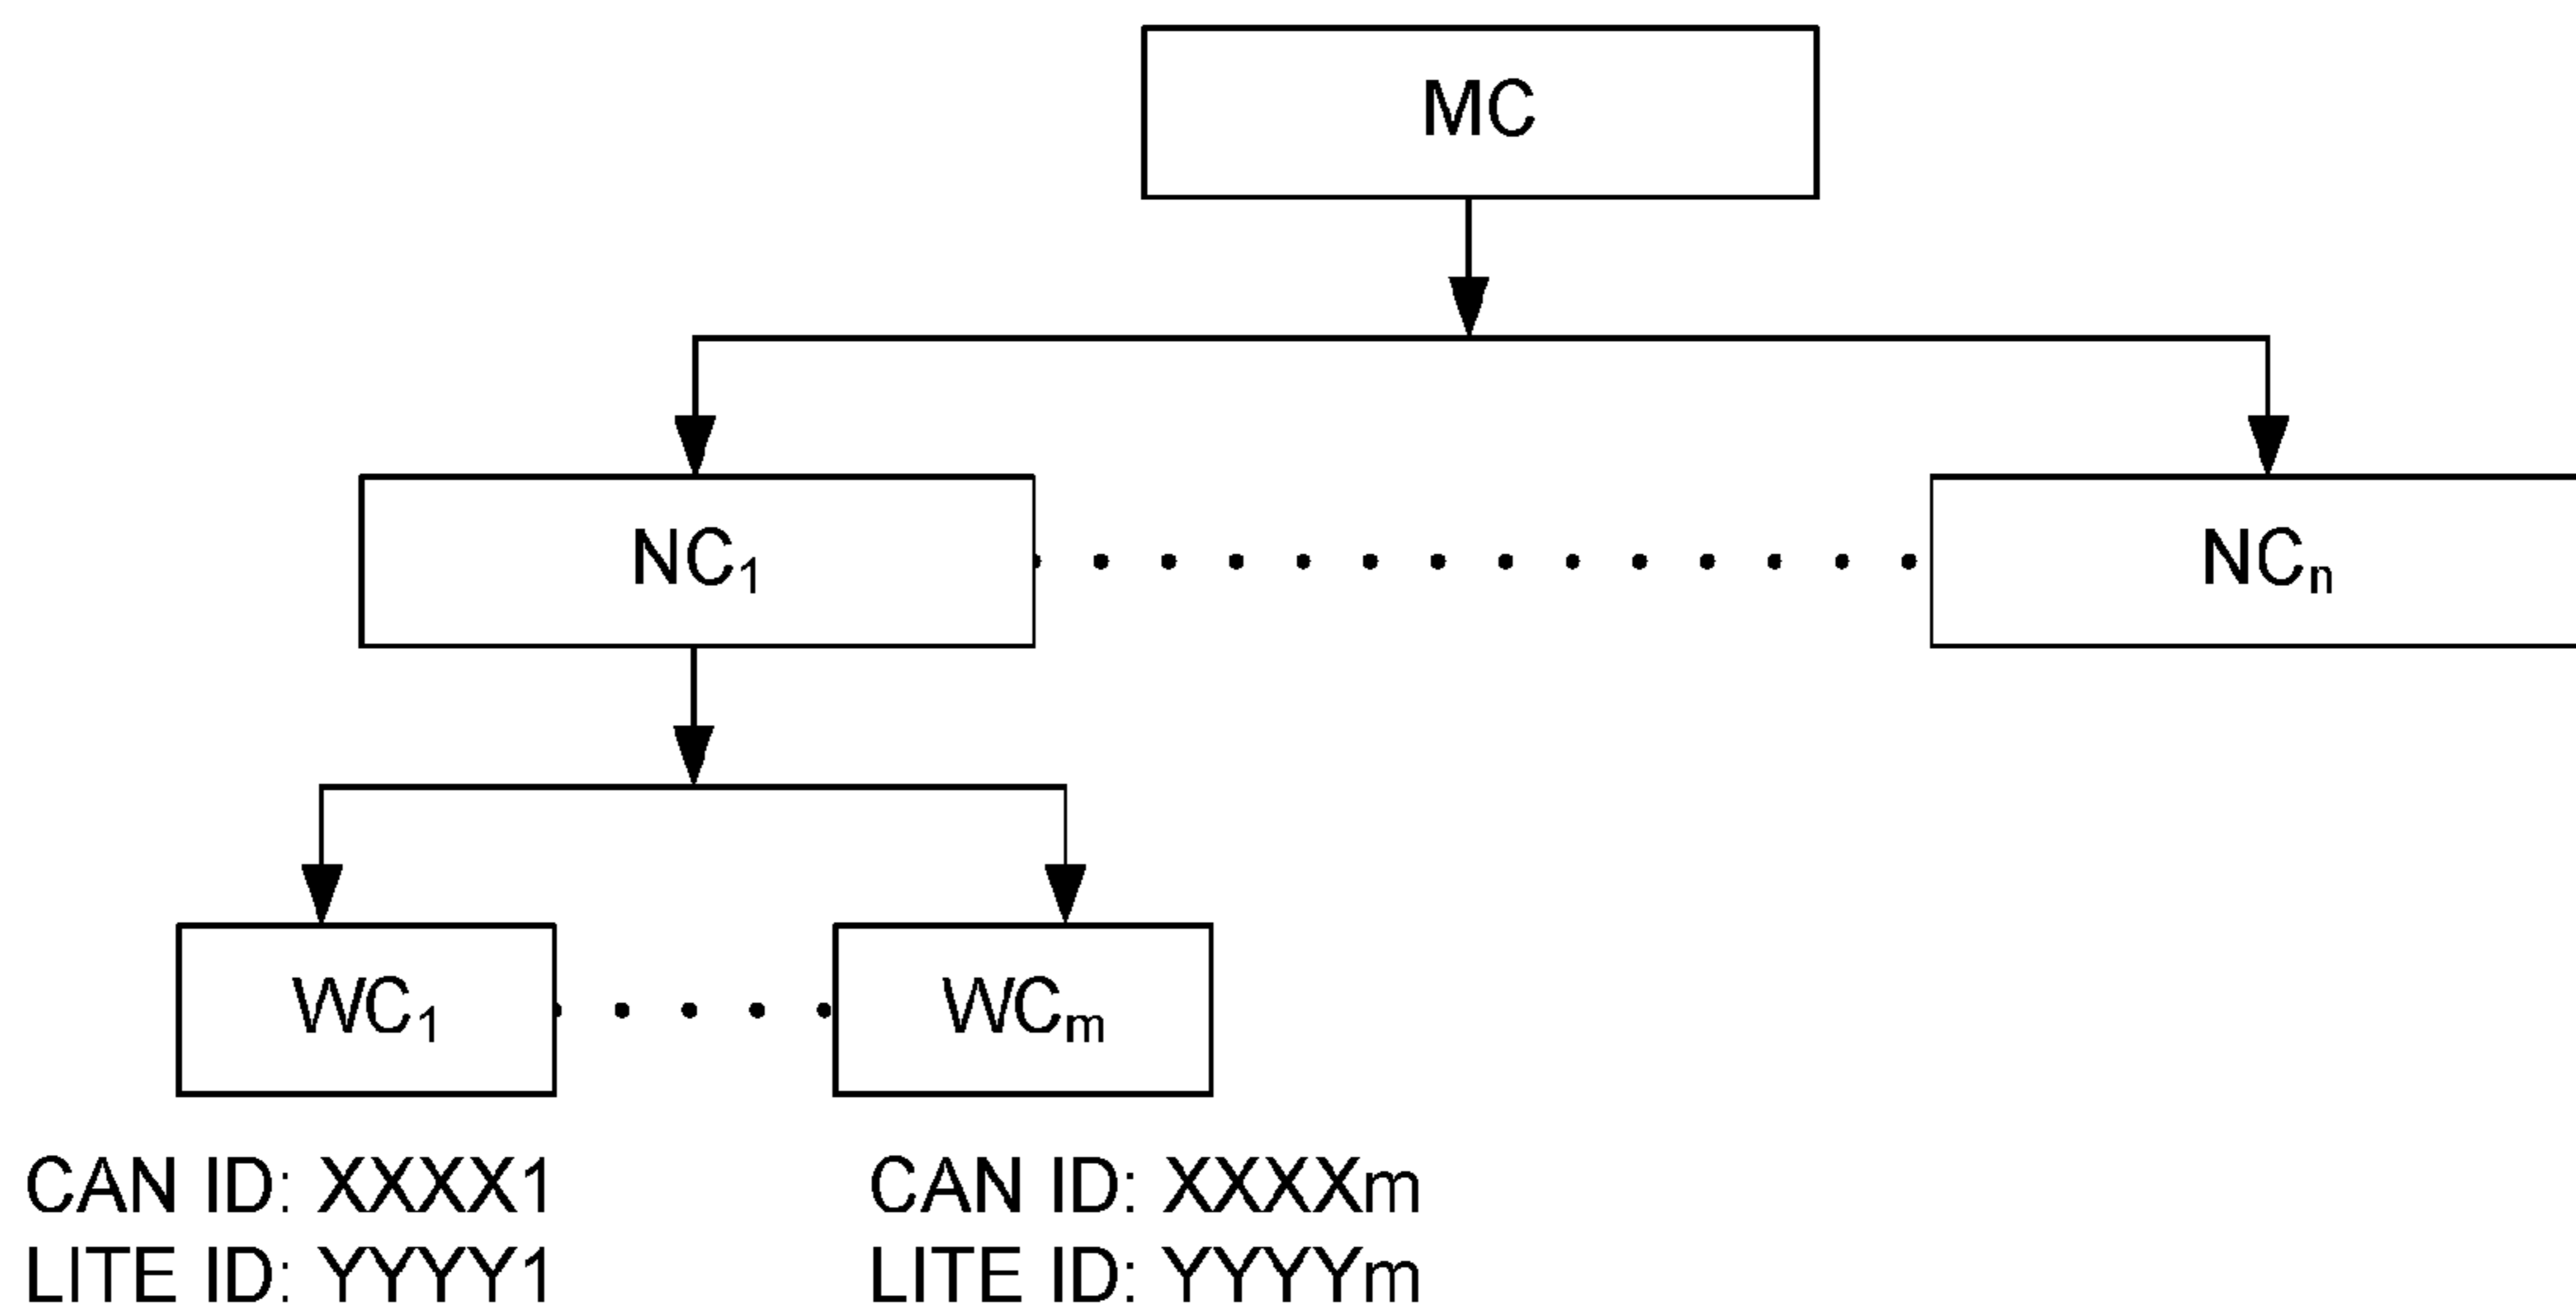 MC
NC₁
NCₙ
WC₁
WCₘ
CAN ID: XXXX1
LITE ID: YYYY1
CAN ID: XXXXm
LITE ID: YYYYm